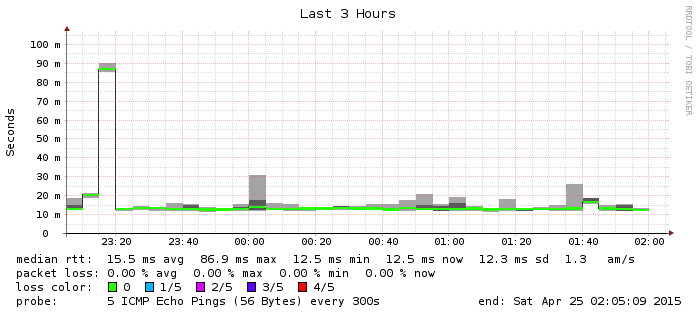 Last 3 Hours
RRDTOOL / TOBI OETIKER
Seconds
100 m
90 m
80 m
70 m
60 m
50 m
40 m
30 m
20 m
10 m
0
23:20 23:40 00:00 00:20 00:40 01:00 01:20 01:40 02:00
median rtt: 15.5 ms avg 86.9 ms max 12.5 ms min 12.5 ms now 12.3 ms sd 1.3 am/s
packet loss: 0.00 % avg 0.00 % max 0.00 % min 0.00 % now
loss color: 0 1/5 2/5 3/5 4/5
probe: 5 ICMP Echo Pings (56 Bytes) every 300s end: Sat Apr 25 02:05:09 2015